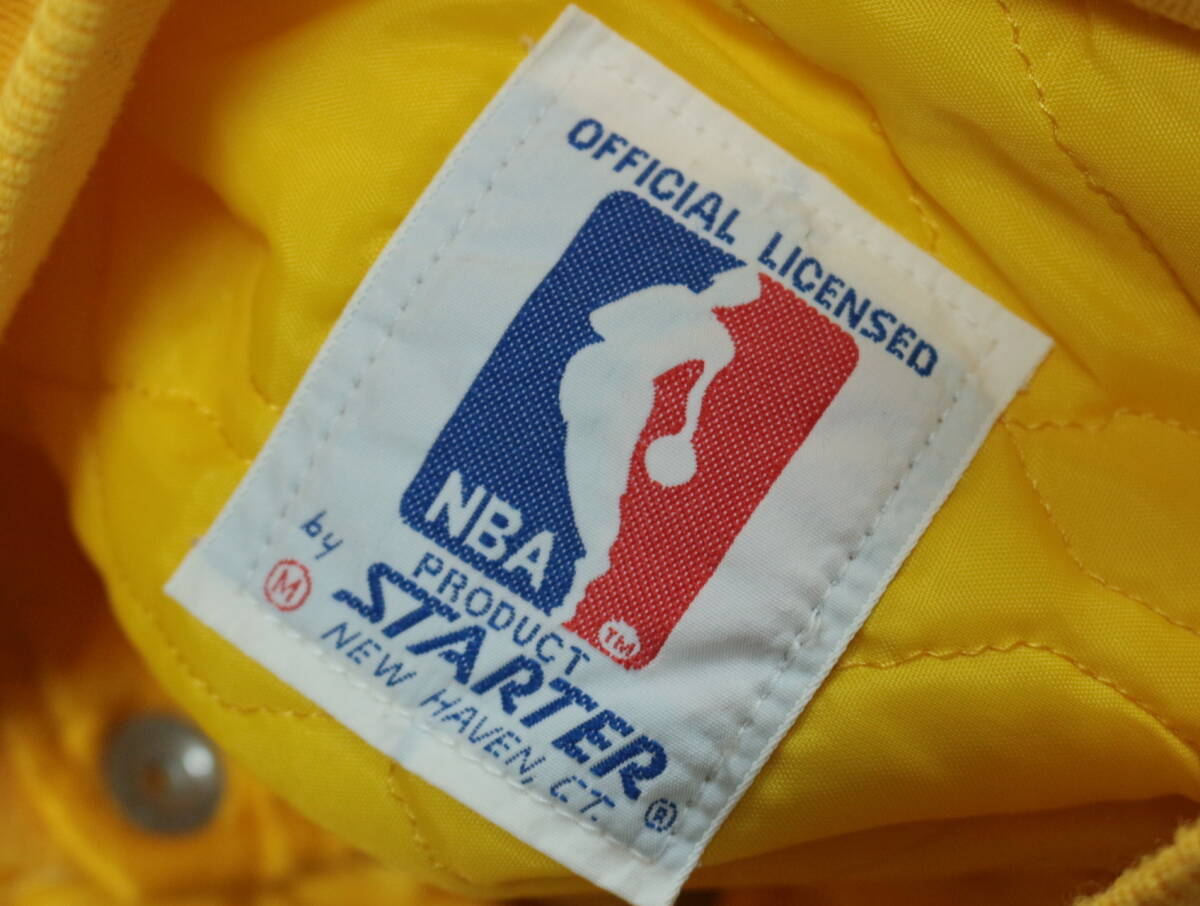 OFFICIAL LICENSED
NBA
TM
PRODUCT
by
M
STARTER®
NEW HAVEN, CT.